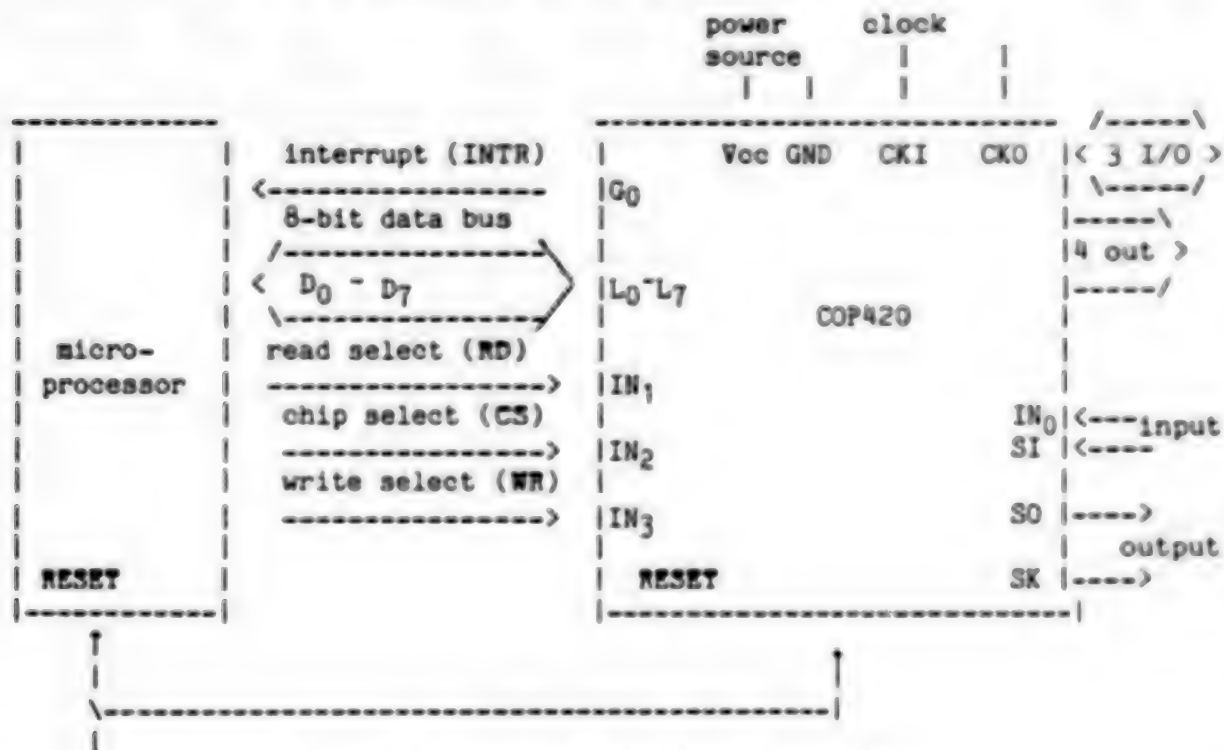 power clock
source
interrupt (INTR) Vcc GND CKI CKO < 3 I/O >
G0
8-bit data bus
4 out >
< D0 - D7 L0-L7
COP420
micro- read select (RD)
processor IN1
chip select (CS) IN0 input
IN2 SI
write select (WR)
IN3 SO
output
RESET RESET SK